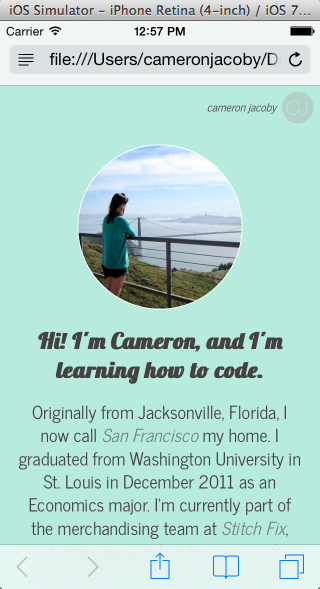 iOS Simulator – iPhone Retina (4-inch) / iOS 7...
Carrier 12:57 PM
file:///Users/cameronjacoby/D
cameron jacoby CJ
Hi! I'm Cameron, and I'm
learning how to code.
Originally from Jacksonville, Florida, I
now call San Francisco my home. I
graduated from Washington University in
St. Louis in December 2011 as an
Economics major. I'm currently part of
the merchandising team at Stitch Fix,